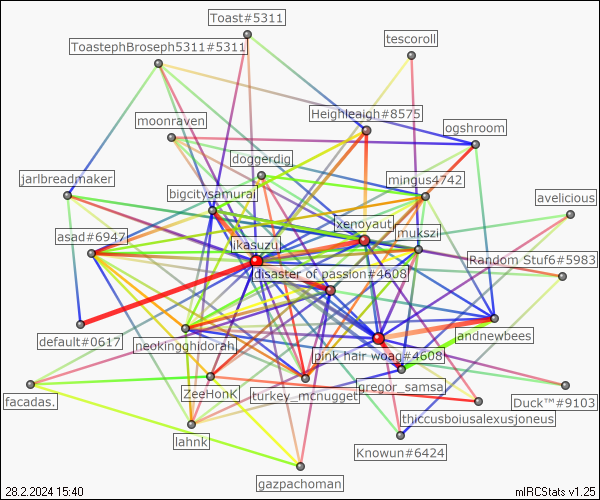 Toast#5311
ToastephBroseph5311#5311
tescoroll
Heighleigh#8575
moonraven
ogshroom
doggerdig
jarlbreadmaker
mingus4742
bigcitysamurai
avelicious
xenoyaut
mukszi
asad#6947
ikasuzu
Random Stuf6#5983
disaster of passion#4608
default#0617
andnewbees
neokingghidorah
pink hair woag#4608
gregor_samsa
facadas.
ZeeHonK
turkey_mcnugget
Duck™#9103
thiccusboiusalexusjoneus
lahnk
Knowun#6424
gazpachoman
28.2.2024 15:40
mIRCStats v1.25